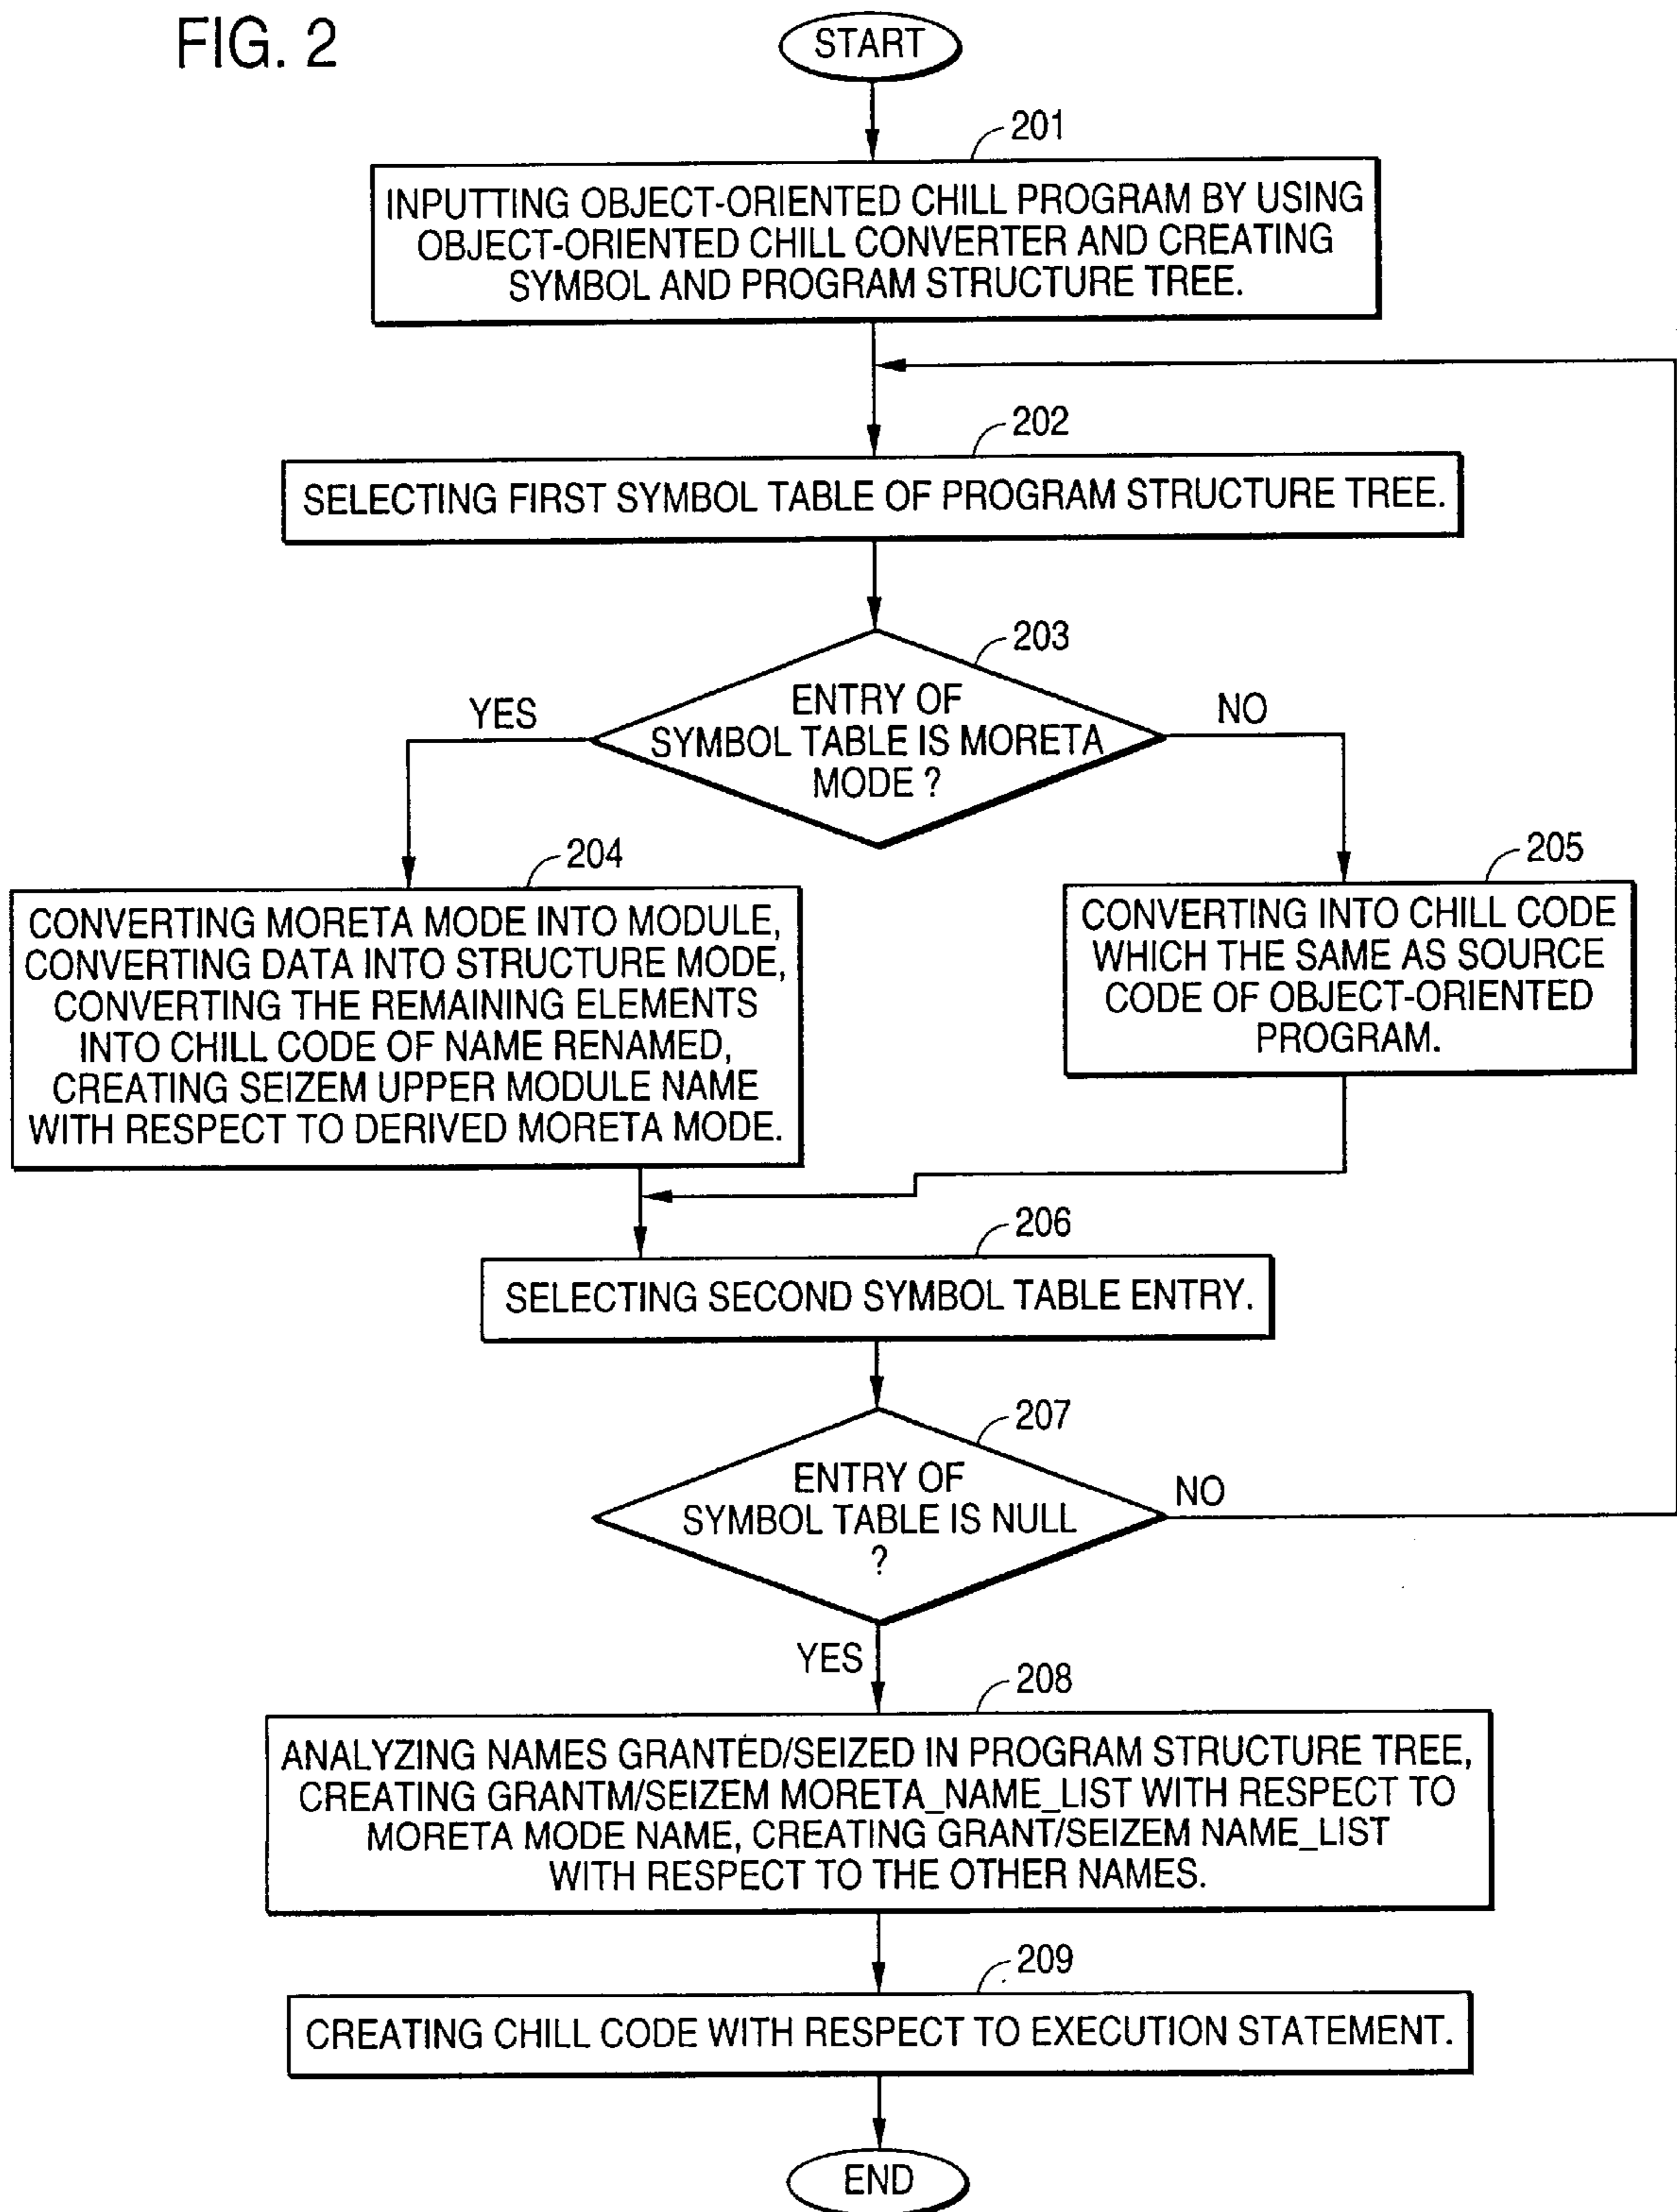 FIG. 2
START
201
INPUTTING OBJECT-ORIENTED CHILL PROGRAM BY USING
OBJECT-ORIENTED CHILL CONVERTER AND CREATING
SYMBOL AND PROGRAM STRUCTURE TREE.
202
SELECTING FIRST SYMBOL TABLE OF PROGRAM STRUCTURE TREE.
203
ENTRY OF
SYMBOL TABLE IS MORETA
MODE ?
YES
NO
204
CONVERTING MORETA MODE INTO MODULE,
CONVERTING DATA INTO STRUCTURE MODE,
CONVERTING THE REMAINING ELEMENTS
INTO CHILL CODE OF NAME RENAMED,
CREATING SEIZEM UPPER MODULE NAME
WITH RESPECT TO DERIVED MORETA MODE.
205
CONVERTING INTO CHILL CODE
WHICH THE SAME AS SOURCE
CODE OF OBJECT-ORIENTED
PROGRAM.
206
SELECTING SECOND SYMBOL TABLE ENTRY.
207
ENTRY OF
SYMBOL TABLE IS NULL
?
NO
YES
208
ANALYZING NAMES GRANTED/SEIZED IN PROGRAM STRUCTURE TREE,
CREATING GRANTM/SEIZEM MORETA_NAME_LIST WITH RESPECT TO
MORETA MODE NAME, CREATING GRANT/SEIZEM NAME_LIST
WITH RESPECT TO THE OTHER NAMES.
209
CREATING CHILL CODE WITH RESPECT TO EXECUTION STATEMENT.
END